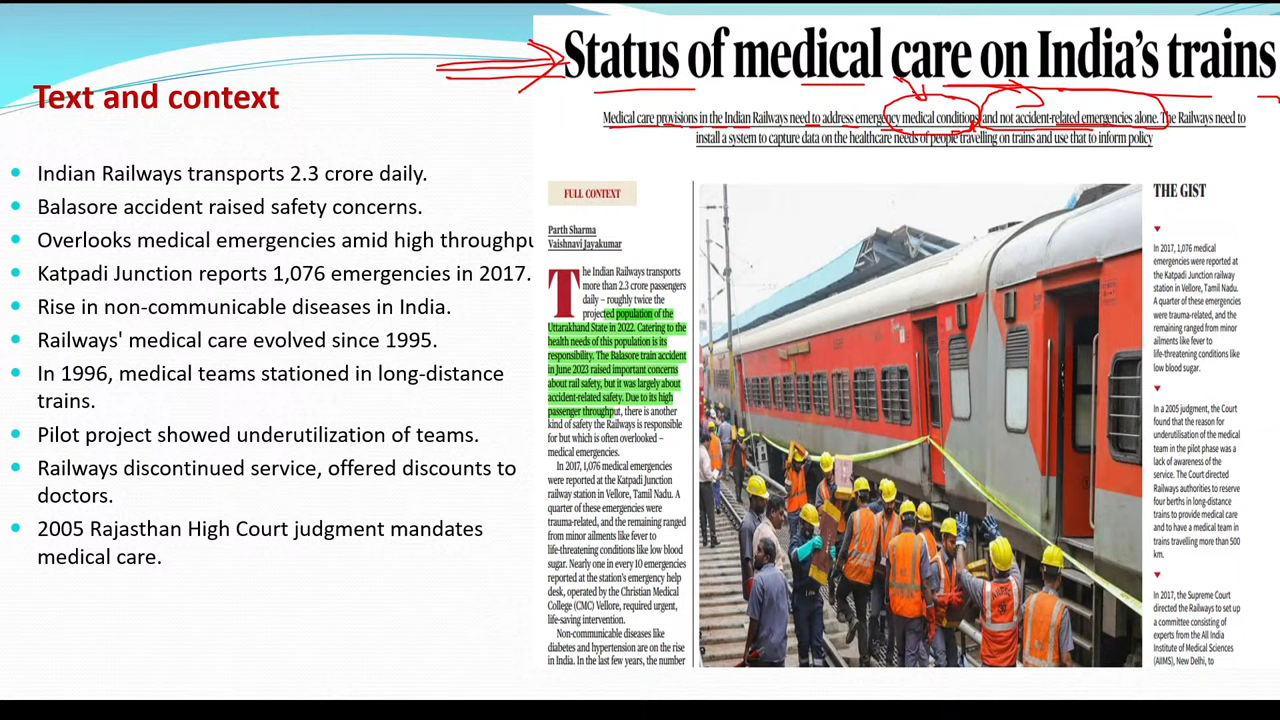 Text and context
Indian Railways transports 2.3 crore daily.
Balasore accident raised safety concerns.
Overlooks medical emergencies amid high throughpu
Katpadi Junction reports 1,076 emergencies in 2017.
Rise in non-communicable diseases in India.
Railways' medical care evolved since 1995.
In 1996, medical teams stationed in long-distance
trains.
Pilot project showed underutilization of teams.
Railways discontinued service, offered discounts to
doctors.
2005 Rajasthan High Court judgment mandates
medical care.
Status of medical care on India's trains
Medical care provisions in the Indian Railways need to address emergency medical conditions and not accident-related emergencies alone. The Railways need to
install a system to capture data on the healthcare needs of people travelling on trains and use that to inform policy
FULL CONTEXT
Parth Sharma
Vaishnavi Jayakumar
The Indian Railways transports
more than 2.3 crore passengers
daily – roughly twice the
projected population of the
Uttarakhand State in 2022. Catering to the
health needs of this population is its
responsibility. The Balasore train accident
in June 2023 raised important concerns
about rail safety, but it was largely about
accident-related safety. Due to its high
passenger throughput, there is another
kind of safety the Railways is responsible
for but which is often overlooked –
medical emergencies.
In 2017, 1,076 medical emergencies
were reported at the Katpadi Junction
railway station in Vellore, Tamil Nadu. A
quarter of these emergencies were
trauma-related, and the remaining ranged
from minor ailments like fever to
life-threatening conditions like low blood
sugar. Nearly one in every 10 emergencies
reported at the station's emergency help
desk, operated by the Christian Medical
College (CMC) Vellore, required urgent,
life-saving intervention.
Non-communicable diseases like
diabetes and hypertension are on the rise
in India. In the last few years, the number
THE GIST
In 2017, 1,076 medical
emergencies were reported at
the Katpadi Junction railway
station in Vellore, Tamil Nadu.
A quarter of these emergencies
were trauma-related, and the
remaining ranged from minor
ailments like fever to
life-threatening conditions like
low blood sugar.
In a 2005 judgment, the Court
found that the reason for
underutilisation of the medical
team in the pilot phase was a
lack of awareness of the
service. The Court directed
Railways authorities to reserve
four berths in long-distance
trains to provide medical care
and to have a medical team in
trains travelling more than 500
km.
In 2017, the Supreme Court
directed the Railways to set up
a committee consisting of
experts from the All India
Institute of Medical Sciences
(AIIMS), New Delhi, to